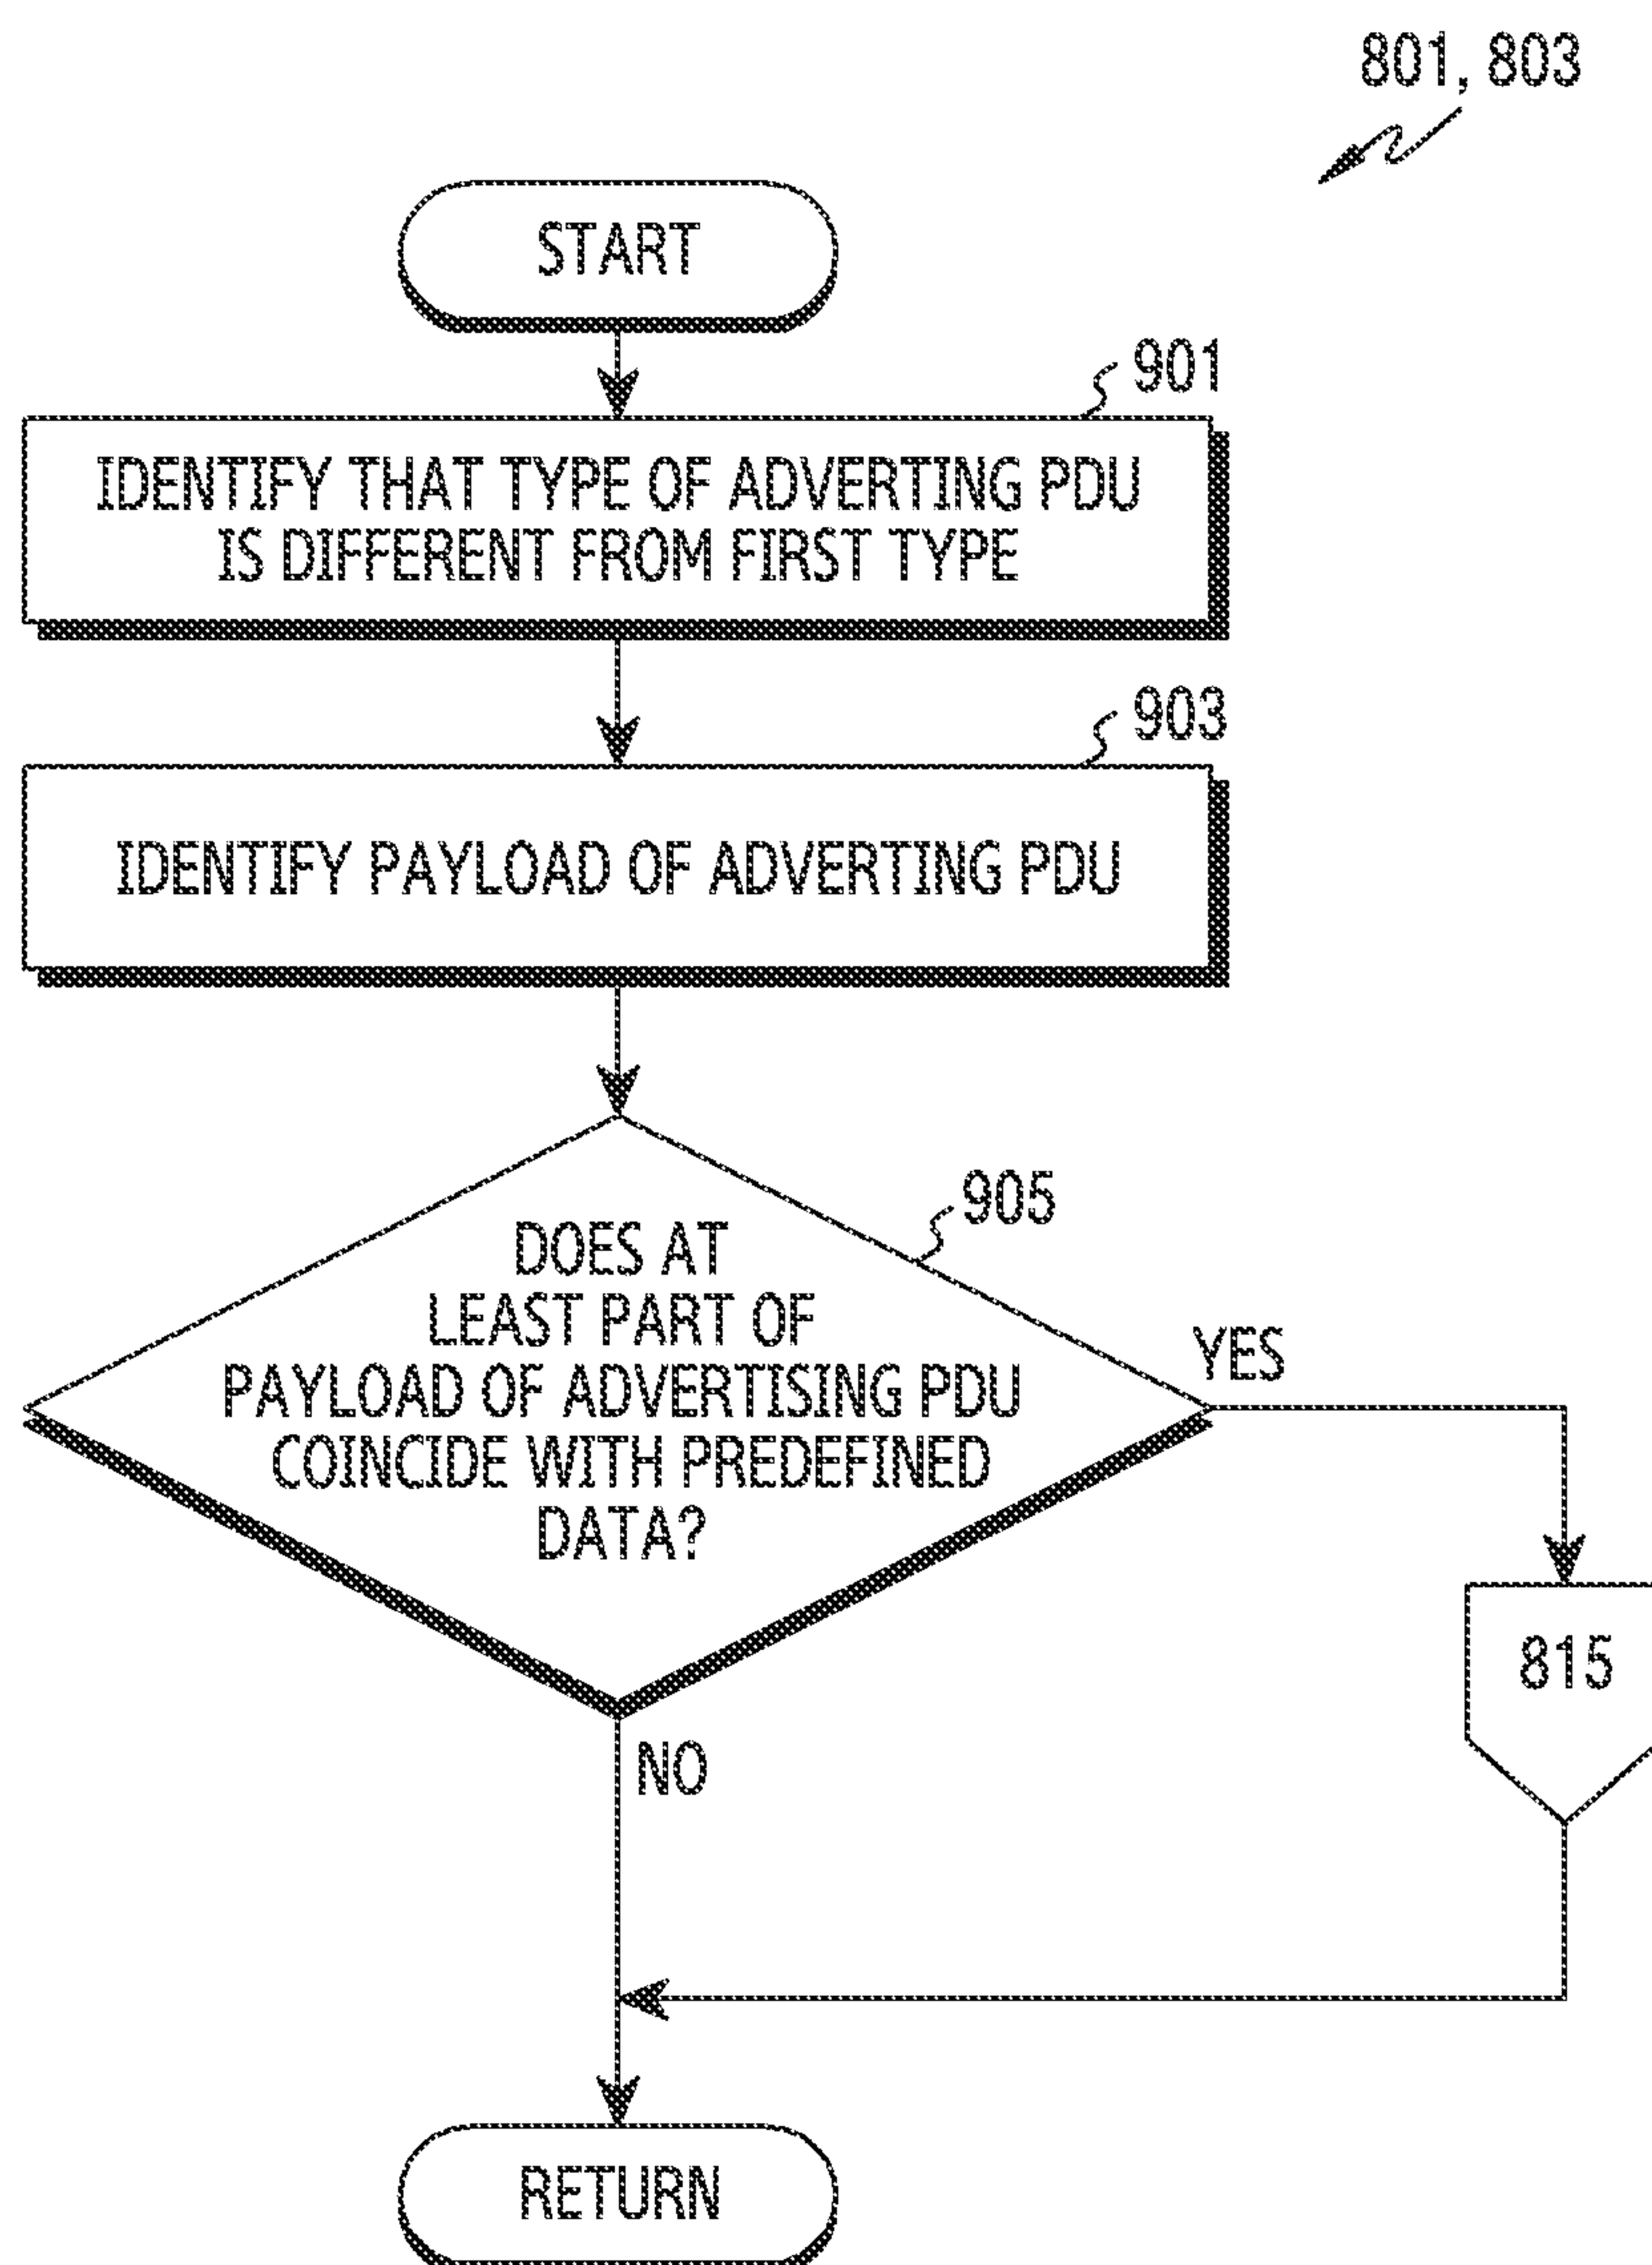 801, 803
START
901
IDENTIFY THAT TYPE OF ADVERTING PDU
IS DIFFERENT FROM FIRST TYPE
903
IDENTIFY PAYLOAD OF ADVERTING PDU
905
DOES AT
LEAST PART OF
PAYLOAD OF ADVERTISING PDU
COINCIDE WITH PREDEFINED
DATA?
YES
815
NO
RETURN